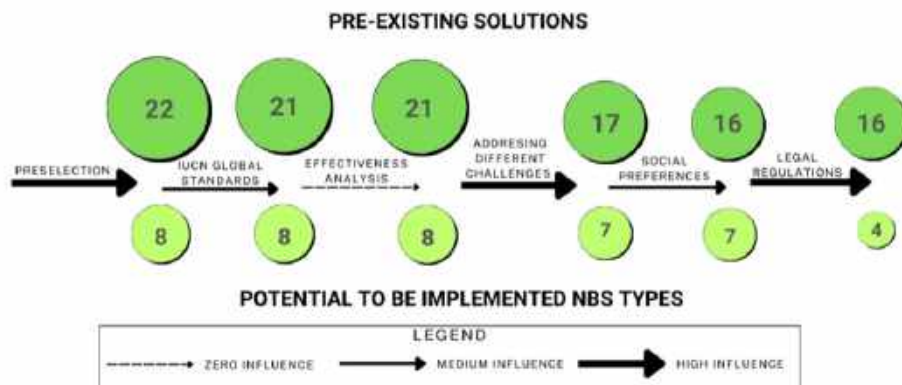 PRE-EXISTING SOLUTIONS
22
21
21
17
16
16
PRESELECTION
IUCN GLOBAL
STANDARDS
EFFECTIVENESS
ANALYSIS
ADDRESING
DIFFERENT
CHALLENGES
SOCIAL
PREFERENCES
LEGAL
REGULATIONS
8
8
8
7
7
4
POTENTIAL TO BE IMPLEMENTED NBS TYPES
LEGEND
ZERO INFLUENCE
MEDIUM INFLUENCE
HIGH INFLUENCE